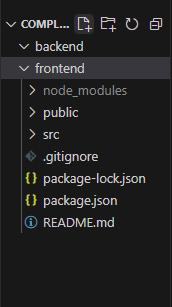 COMPL...
backend
frontend
node_modules
public
src
.gitignore
package-lock.json
package.json
README.md